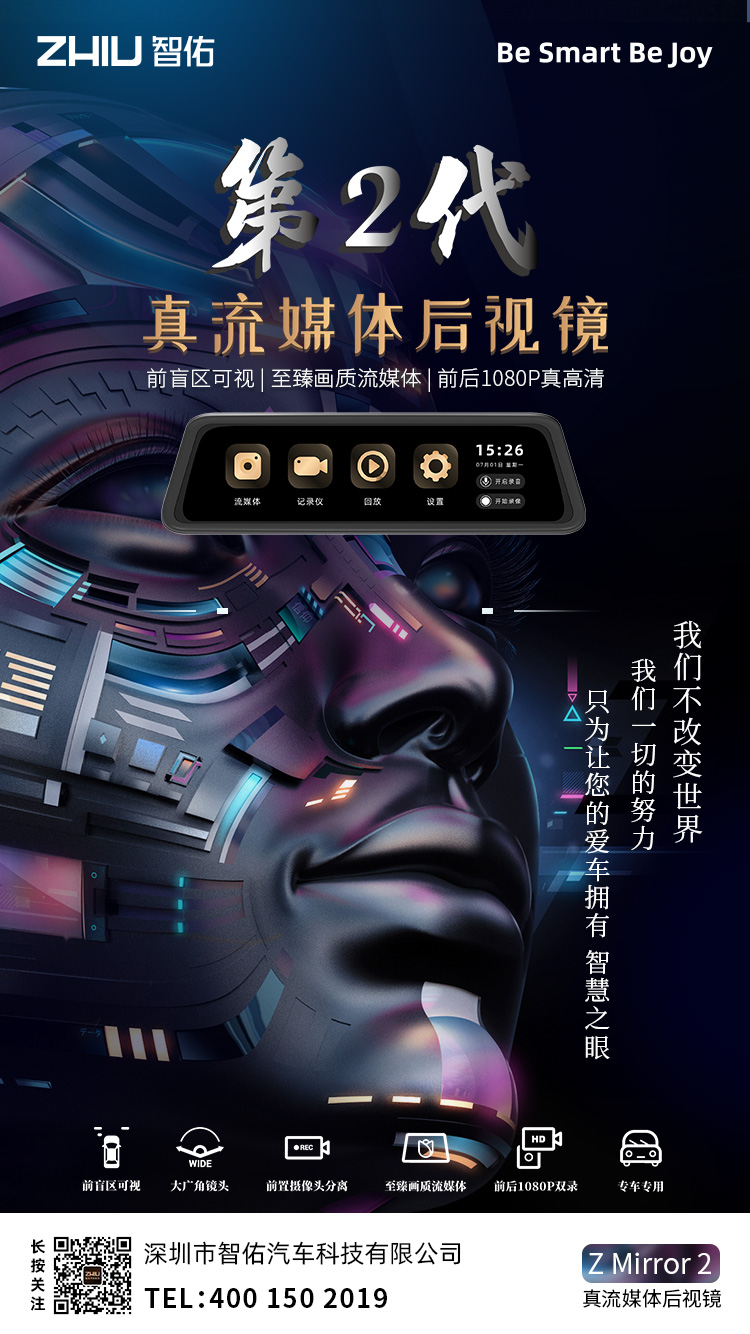 ZHIU 智佑
Be Smart Be Joy
第2代
真流媒体后视镜
前盲区可视 | 至臻画质流媒体 | 前后1080P真高清
15:26
07月01日 星期一
开启录音
开始录像
流媒体
记录仪
回放
设置
信仰
我们不改变世界
我们一切的努力
只为让您的爱车拥有 智慧之眼
データ
WIDE
REC
HD
前盲区可视
大广角镜头
前置摄像头分离
至臻画质流媒体
前后1080P双录
专车专用
长按关注
ZHIU
深圳市智佑汽车科技有限公司
TEL:400 150 2019
Z Mirror 2
真流媒体后视镜